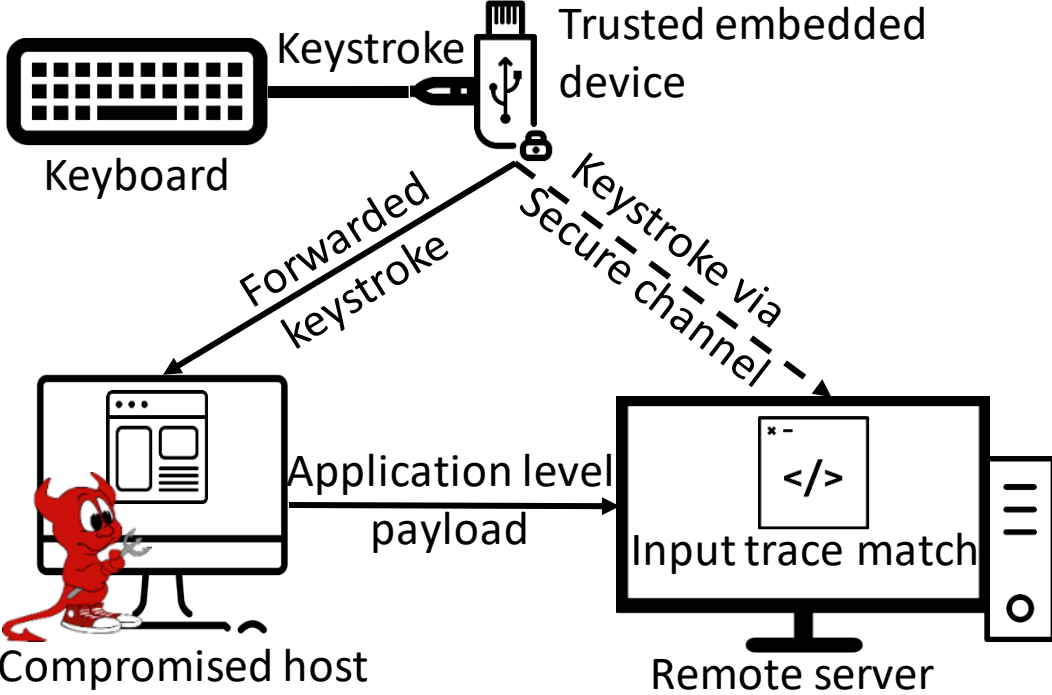 Keystroke
Trusted embedded
device
Keyboard
Forwarded
keystroke
Keystroke via
Secure channel
Application level
payload
</>
Input trace match
Compromised host
Remote server